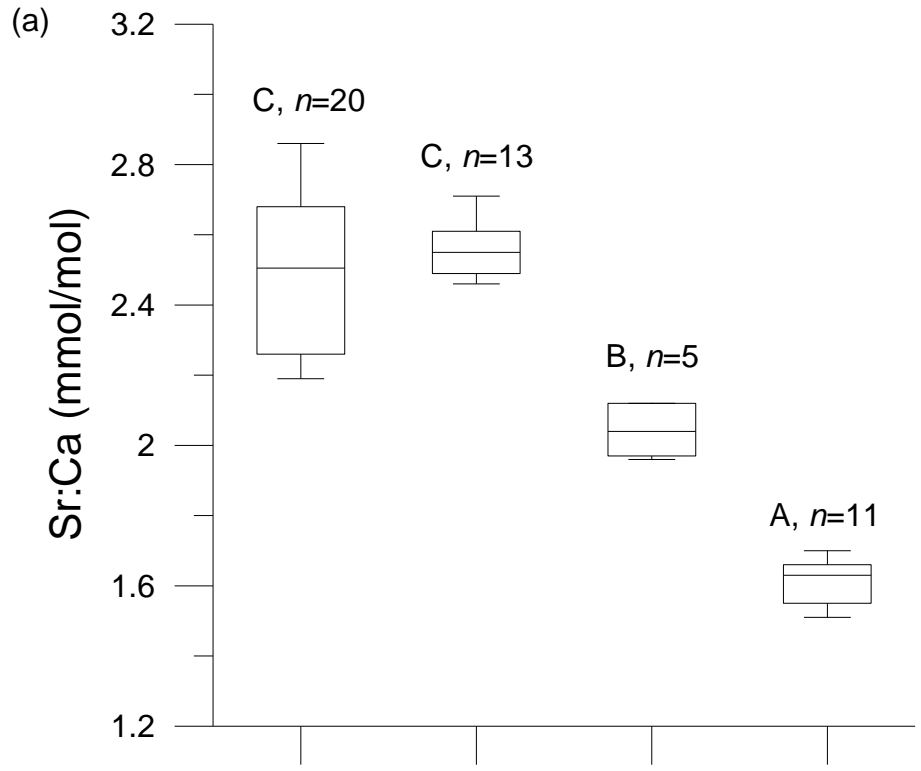 (a)
3.2
C, n=20
2.8
C, n=13
2.4
B, n=5
2
A, n=11
1.6
1.2
Sr:Ca (mmol/mol)